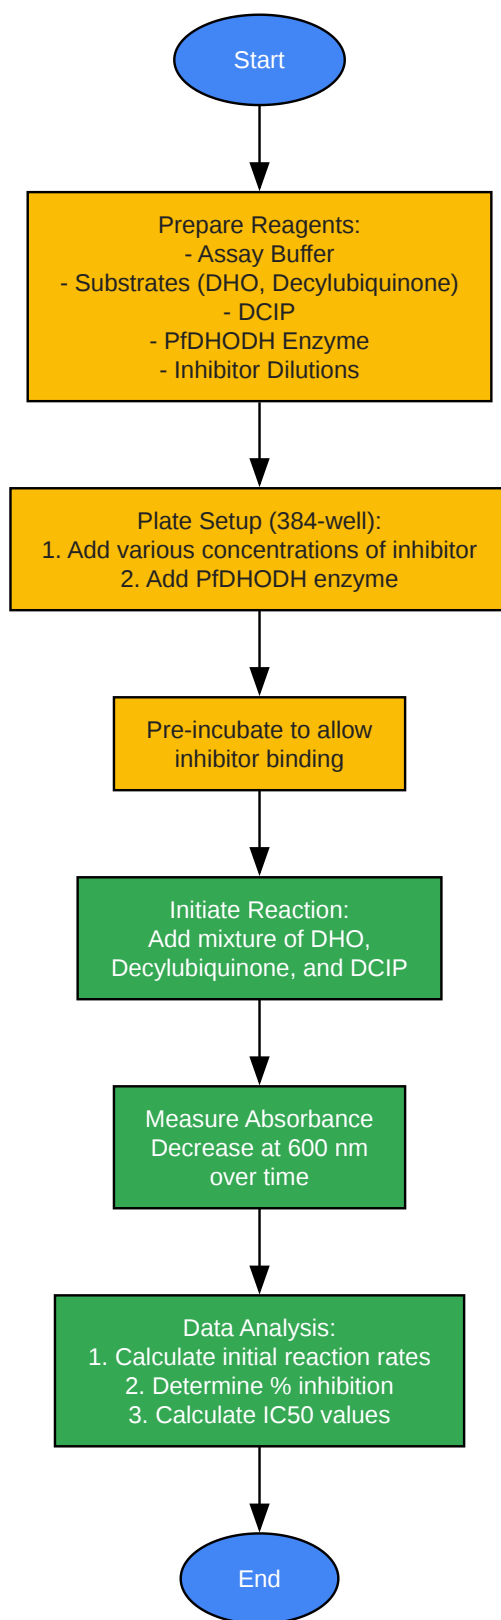 Start
Prepare Reagents:
- Assay Buffer
- Substrates (DHO, Decylubiquinone)
- DCIP
- PfDHODH Enzyme
- Inhibitor Dilutions
Plate Setup (384-well):
1. Add various concentrations of inhibitor
2. Add PfDHODH enzyme
Pre-incubate to allow
inhibitor binding
Initiate Reaction:
Add mixture of DHO,
Decylubiquinone, and DCIP
Measure Absorbance
Decrease at 600 nm
over time
Data Analysis:
1. Calculate initial reaction rates
2. Determine % inhibition
3. Calculate IC50 values
End